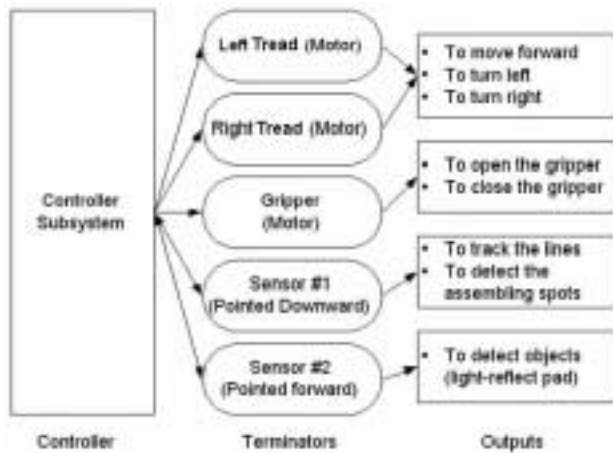 Controller
Subsystem
Left Tread (Motor)
Right Tread (Motor)
Gripper
(Motor)
Sensor #1
(Pointed Downward)
Sensor #2
(Pointed forward)
• To move forward
• To turn left
• To turn right
• To open the gripper
• To close the gripper
• To track the lines
• To detect the
assembling spots
• To detect objects
(light-reflect pad)
Controller
Terminators
Outputs